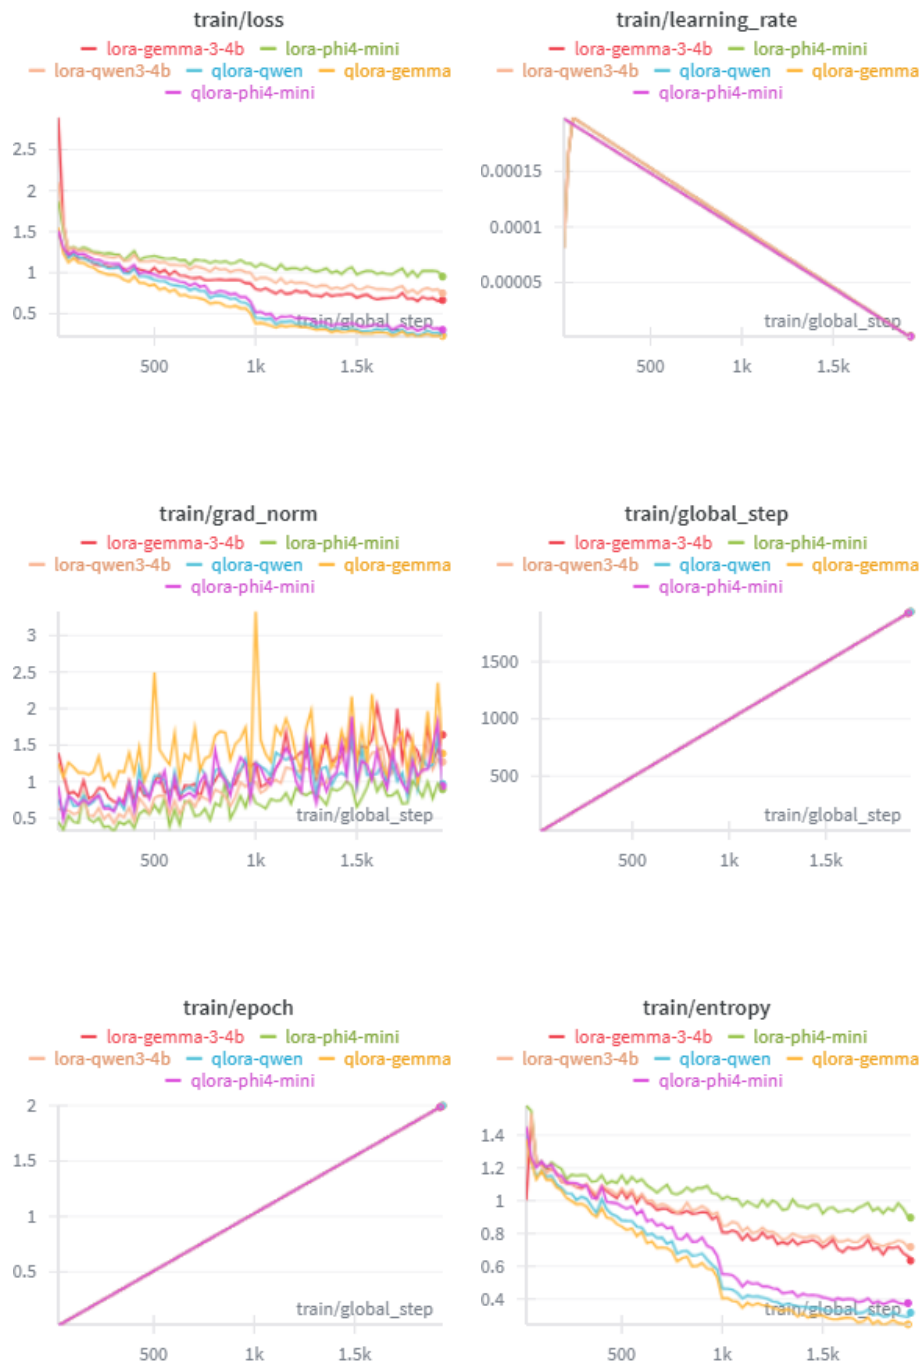 train/loss
lora-gemma-3-4b lora-phi4-mini
lora-qwen3-4b qlora-qwen qlora-gemma
qlora-phi4-mini
2.5
2
1.5
1
0.5
train/global_step
500 1k 1.5k
train/learning_rate
lora-gemma-3-4b lora-phi4-mini
lora-qwen3-4b qlora-qwen qlora-gemma
qlora-phi4-mini
0.00015
0.0001
0.00005
train/global_step
500 1k 1.5k
train/grad_norm
lora-gemma-3-4b lora-phi4-mini
lora-qwen3-4b qlora-qwen qlora-gemma
qlora-phi4-mini
3
2.5
2
1.5
1
0.5
train/global_step
500 1k 1.5k
train/global_step
lora-gemma-3-4b lora-phi4-mini
lora-qwen3-4b qlora-qwen qlora-gemma
qlora-phi4-mini
1500
1000
500
train/global_step
500 1k 1.5k
train/epoch
lora-gemma-3-4b lora-phi4-mini
lora-qwen3-4b qlora-qwen qlora-gemma
qlora-phi4-mini
2
1.5
1
0.5
train/global_step
500 1k 1.5k
train/entropy
lora-gemma-3-4b lora-phi4-mini
lora-qwen3-4b qlora-qwen qlora-gemma
qlora-phi4-mini
1.4
1.2
1
0.8
0.6
0.4
train/global_step
500 1k 1.5k